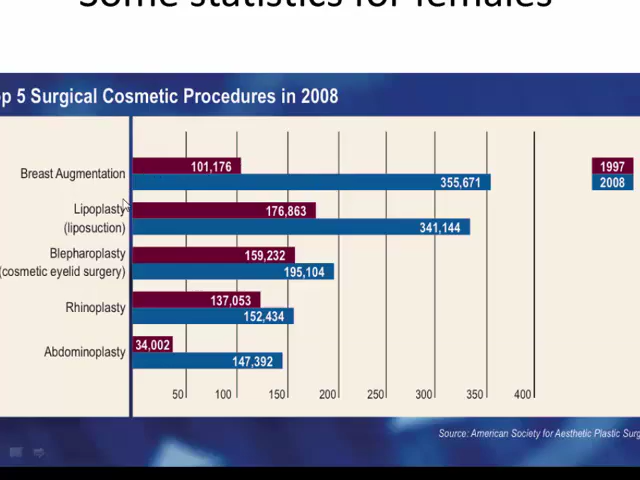 Some statistics for females
p 5 Surgical Cosmetic Procedures in 2008
Breast Augmentation
101,176
355,671
1997
2008
Lipoplasty
(liposuction)
176,863
341,144
Blepharoplasty
(cosmetic eyelid surgery)
159,232
195,104
Rhinoplasty
137,053
152,434
Abdominoplasty
34,002
147,392
50 100 150 200 250 300 350 400
Source: American Society for Aesthetic Plastic Surg